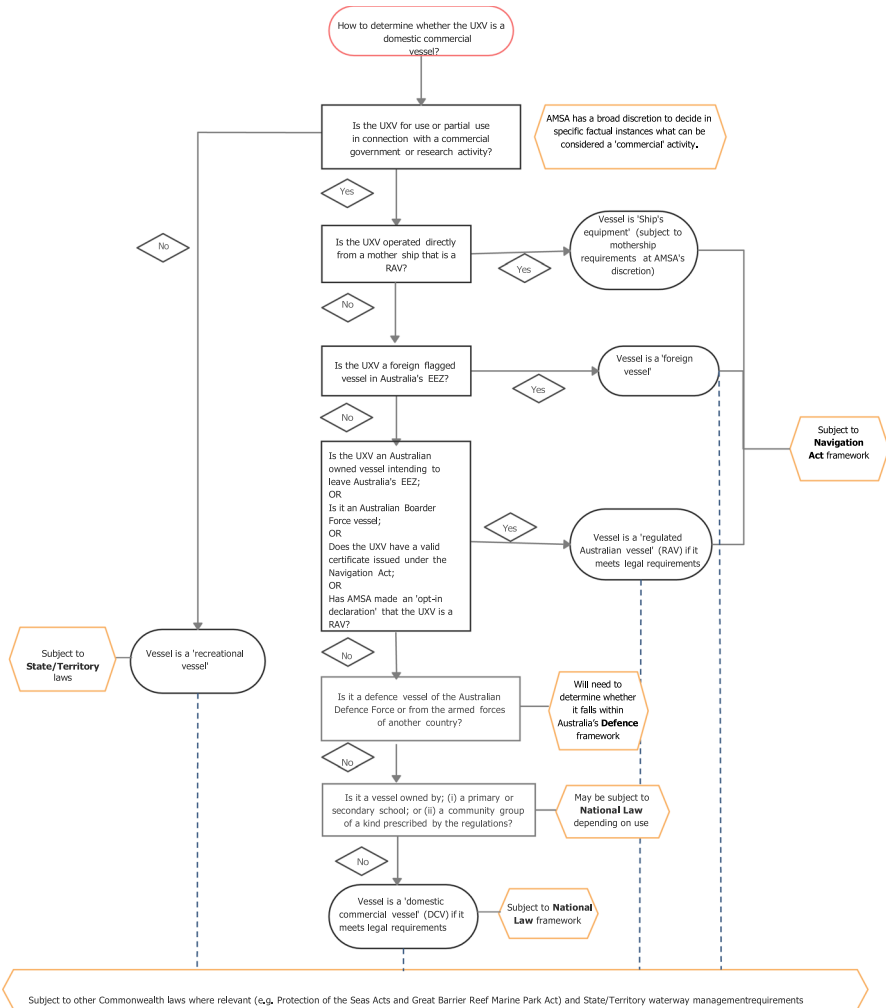 How to determine whether the UXV is a
domestic commercial
vessel?
Is the UXV for use or partial use
in connection with a commercial
government or research activity?
AMSA has a broad discretion to decide in
specific factual instances what can be
considered a 'commercial' activity.
Yes
No
Is the UXV operated directly
from a mother ship that is a
RAV?
Yes
Vessel is 'Ship's
equipment' (subject to
mothership
requirements at AMSA's
discretion)
No
Is the UXV a foreign flagged
vessel in Australia's EEZ?
Yes
Vessel is a 'foreign
vessel'
No
Subject to
Navigation
Act framework
Is the UXV an Australian
owned vessel intending to
leave Australia's EEZ;
OR
Is it an Australian Boarder
Force vessel;
OR
Does the UXV have a valid
certificate issued under the
Navigation Act;
OR
Has AMSA made an 'opt-in
declaration' that the UXV is a
RAV?
Yes
Vessel is a 'regulated
Australian vessel' (RAV) if it
meets legal requirements
No
Subject to
State/Territory
laws
Vessel is a 'recreational
vessel'
Is it a defence vessel of the Australian
Defence Force or from the armed forces
of another country?
Will need to
determine whether
it falls within
Australia's Defence
framework
No
Is it a vessel owned by; (i) a primary or
secondary school; or (ii) a community group
of a kind prescribed by the regulations?
May be subject to
National Law
depending on use
No
Vessel is a 'domestic
commercial vessel' (DCV) if it
meets legal requirements
Subject to National
Law framework
Subject to other Commonwealth laws where relevant (e.g. Protection of the Seas Acts and Great Barrier Reef Marine Park Act) and State/Territory waterway managementrequirements